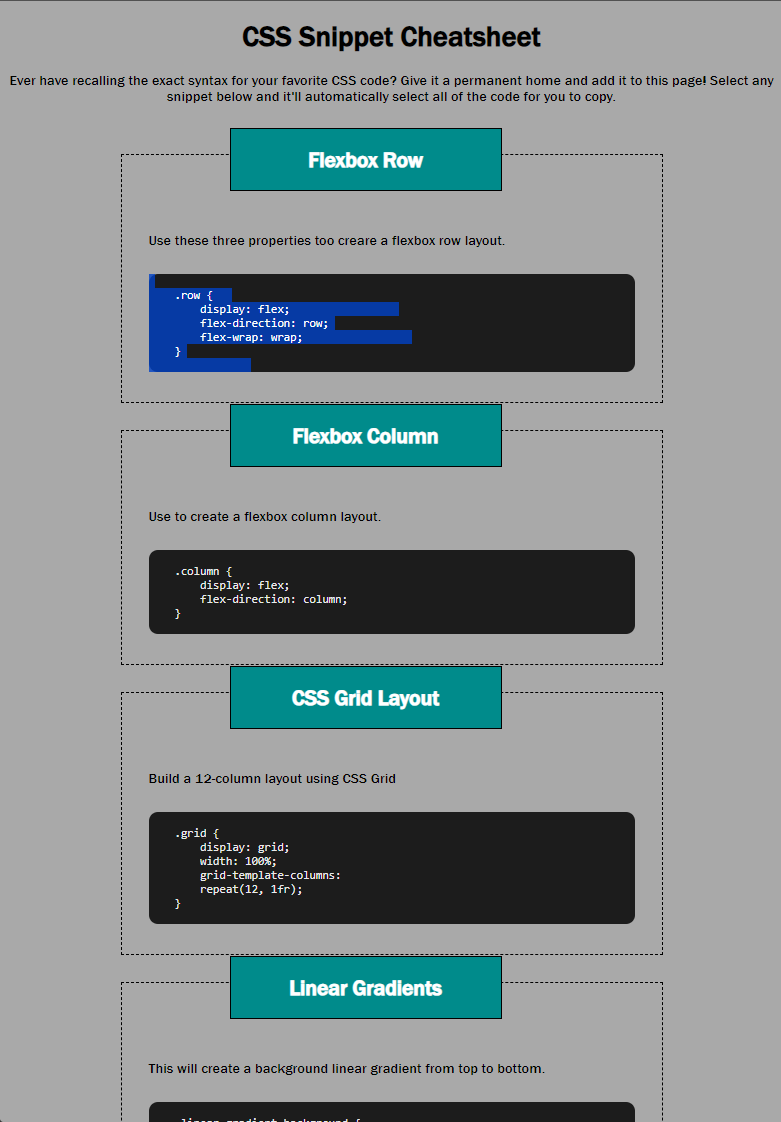 CSS Snippet Cheatsheet
Ever have recalling the exact syntax for your favorite CSS code? Give it a permanent home and add it to this page! Select any
snippet below and it'll automatically select all of the code for you to copy.
Flexbox Row
Use these three properties too creare a flexbox row layout.
.row {
display: flex;
flex-direction: row;
flex-wrap: wrap;
}
Flexbox Column
Use to create a flexbox column layout.
.column {
display: flex;
flex-direction: column;
}
CSS Grid Layout
Build a 12-column layout using CSS Grid
.grid {
display: grid;
width: 100%;
grid-template-columns:
repeat(12, 1fr);
}
Linear Gradients
This will create a background linear gradient from top to bottom.
.linear-gradient-background {